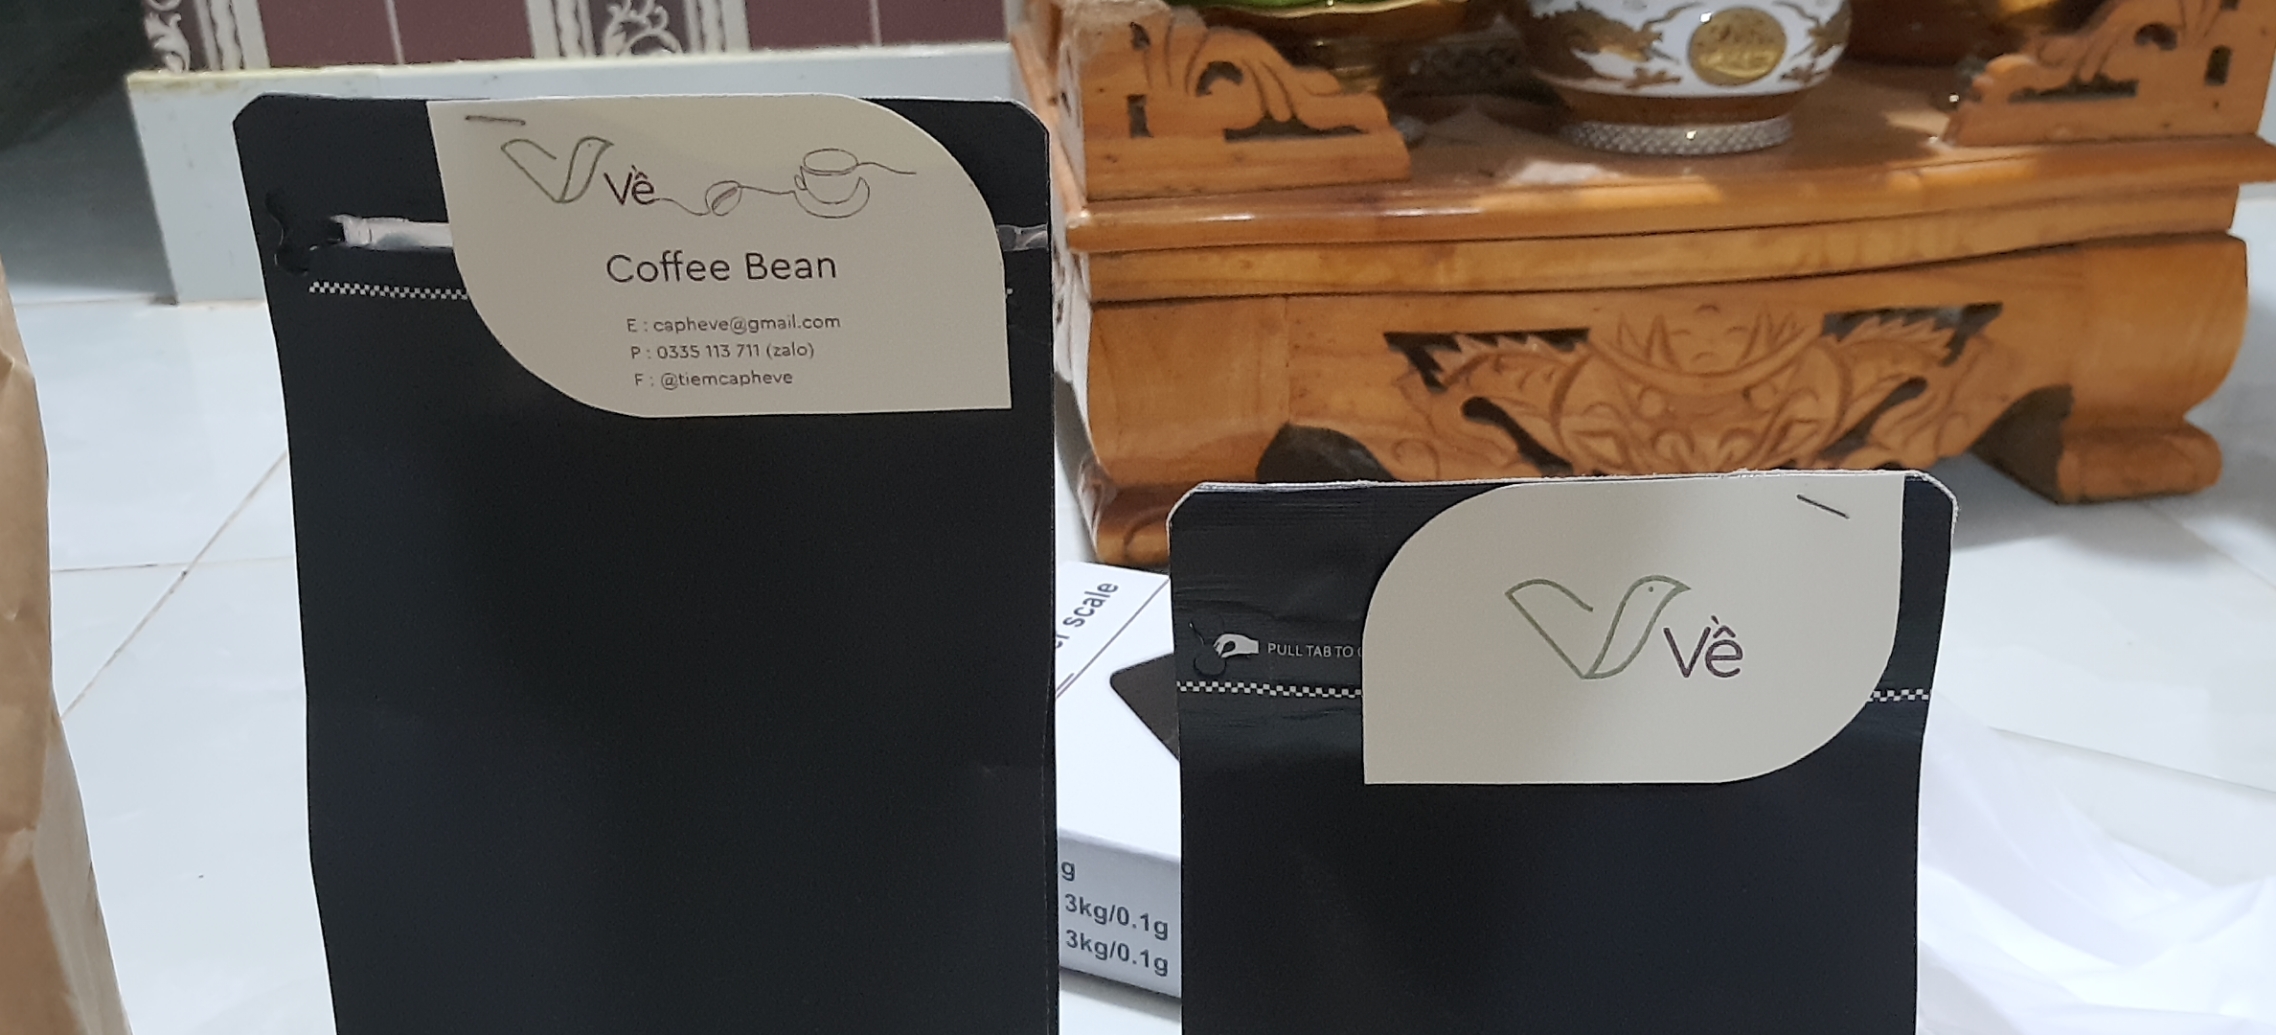 Về
Coffee Bean
E : capheve@gmail.com
P : 0335 113 711 (zalo)
F : @tiemcapheve
Về
PULL TAB TO
scale
g
3kg/0.1g
3kg/0.1g